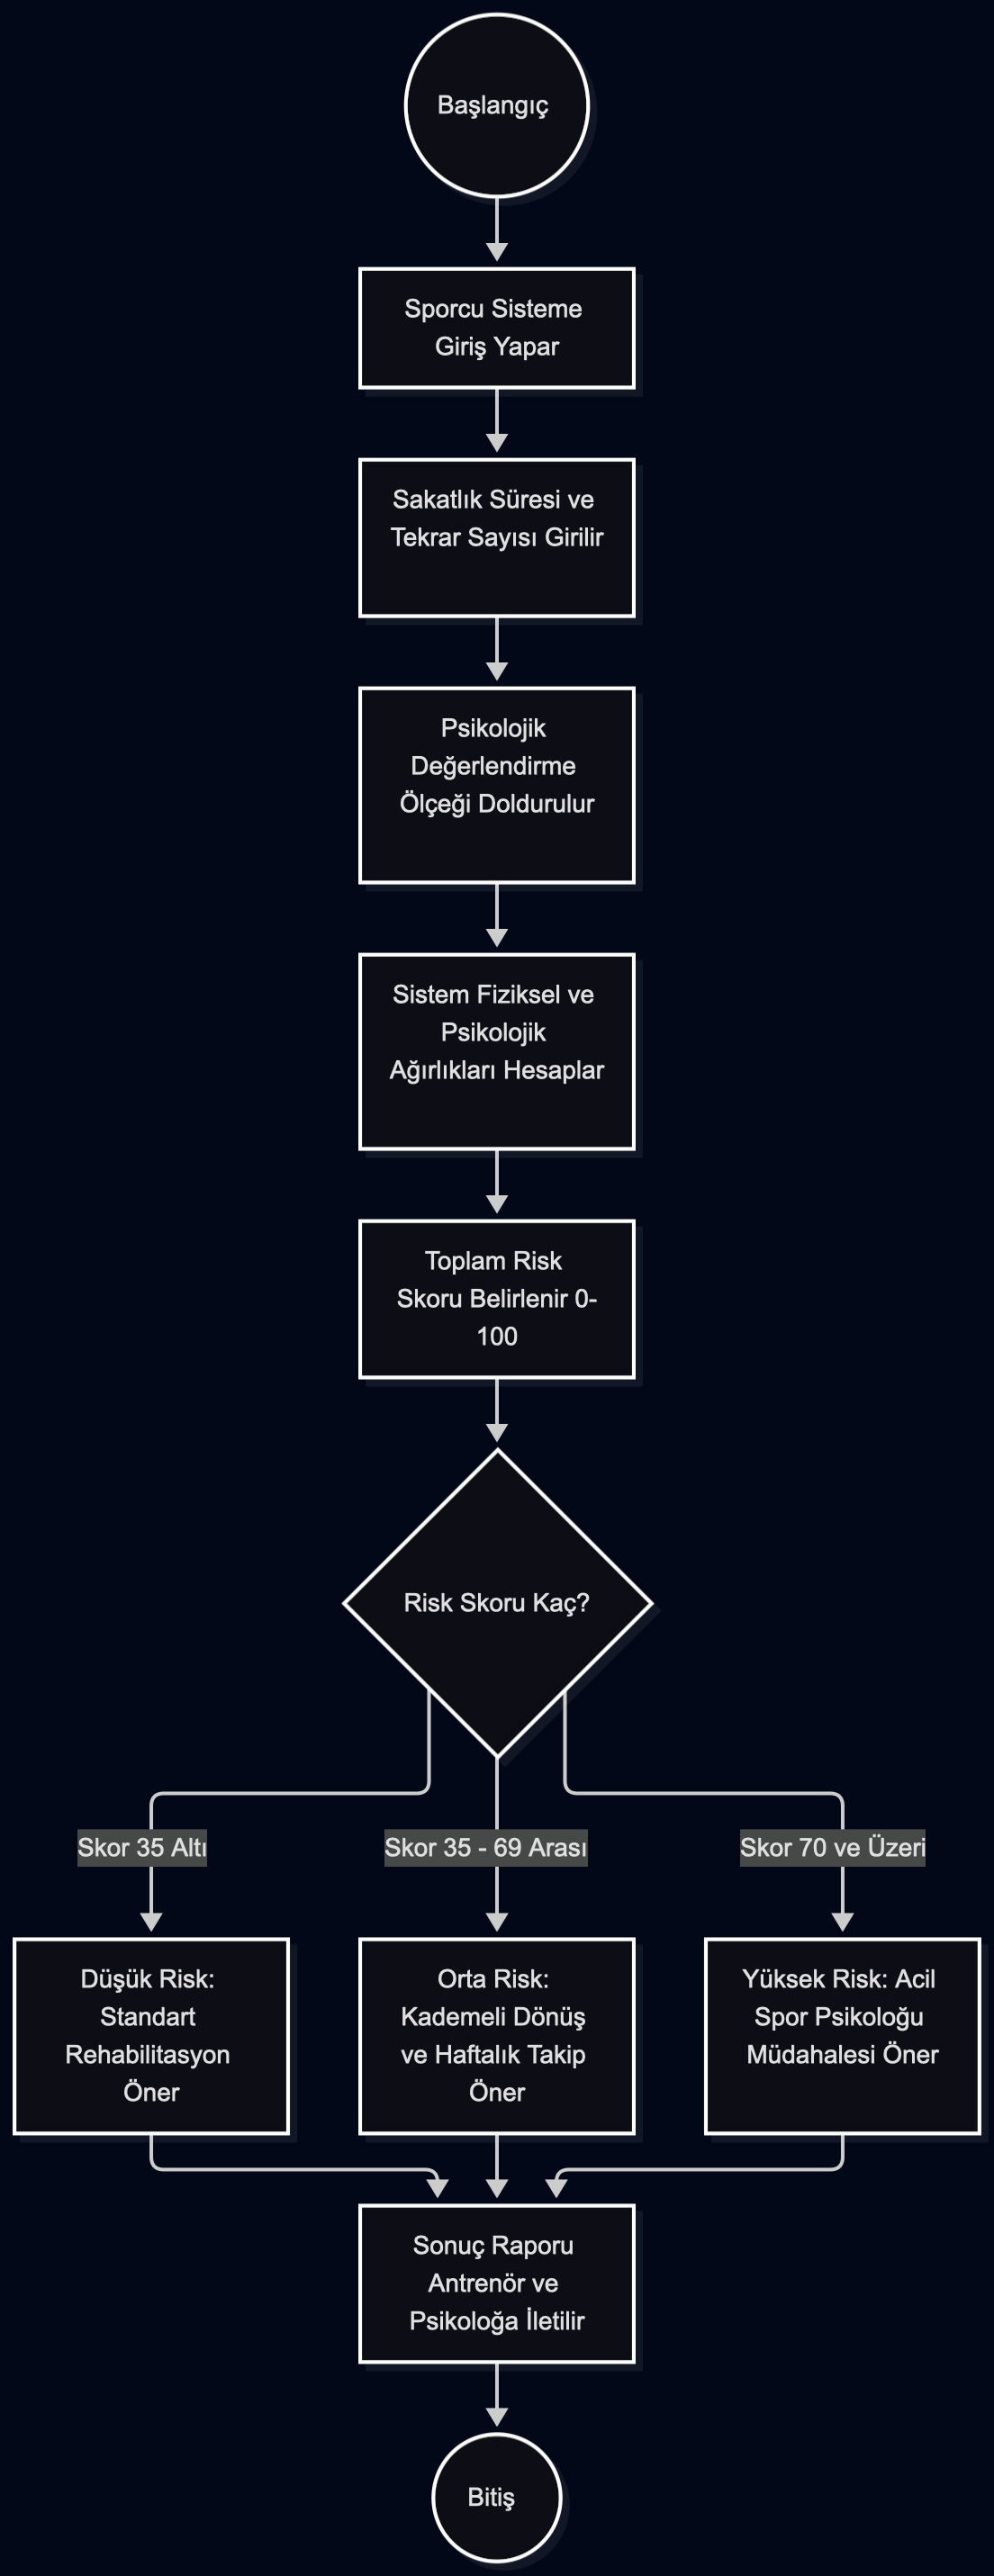 Başlangıç
Sporcu Sisteme
Giriş Yapar
Sakatlık Süresi ve
Tekrar Sayısı Girilir
Psikolojik
Değerlendirme
Ölçeği Doldurulur
Sistem Fiziksel ve
Psikolojik
Ağırlıkları Hesaplar
Toplam Risk
Skoru Belirlenir 0-
100
Risk Skoru Kaç?
Skor 35 Altı
Skor 35 - 69 Arası
Skor 70 ve Üzeri
Düşük Risk:
Standart
Rehabilitasyon
Öner
Orta Risk:
Kademeli Dönüş
ve Haftalık Takip
Öner
Yüksek Risk: Acil
Spor Psikoloğu
Müdahalesi Öner
Sonuç Raporu
Antrenör ve
Psikoloğa İletilir
Bitiş